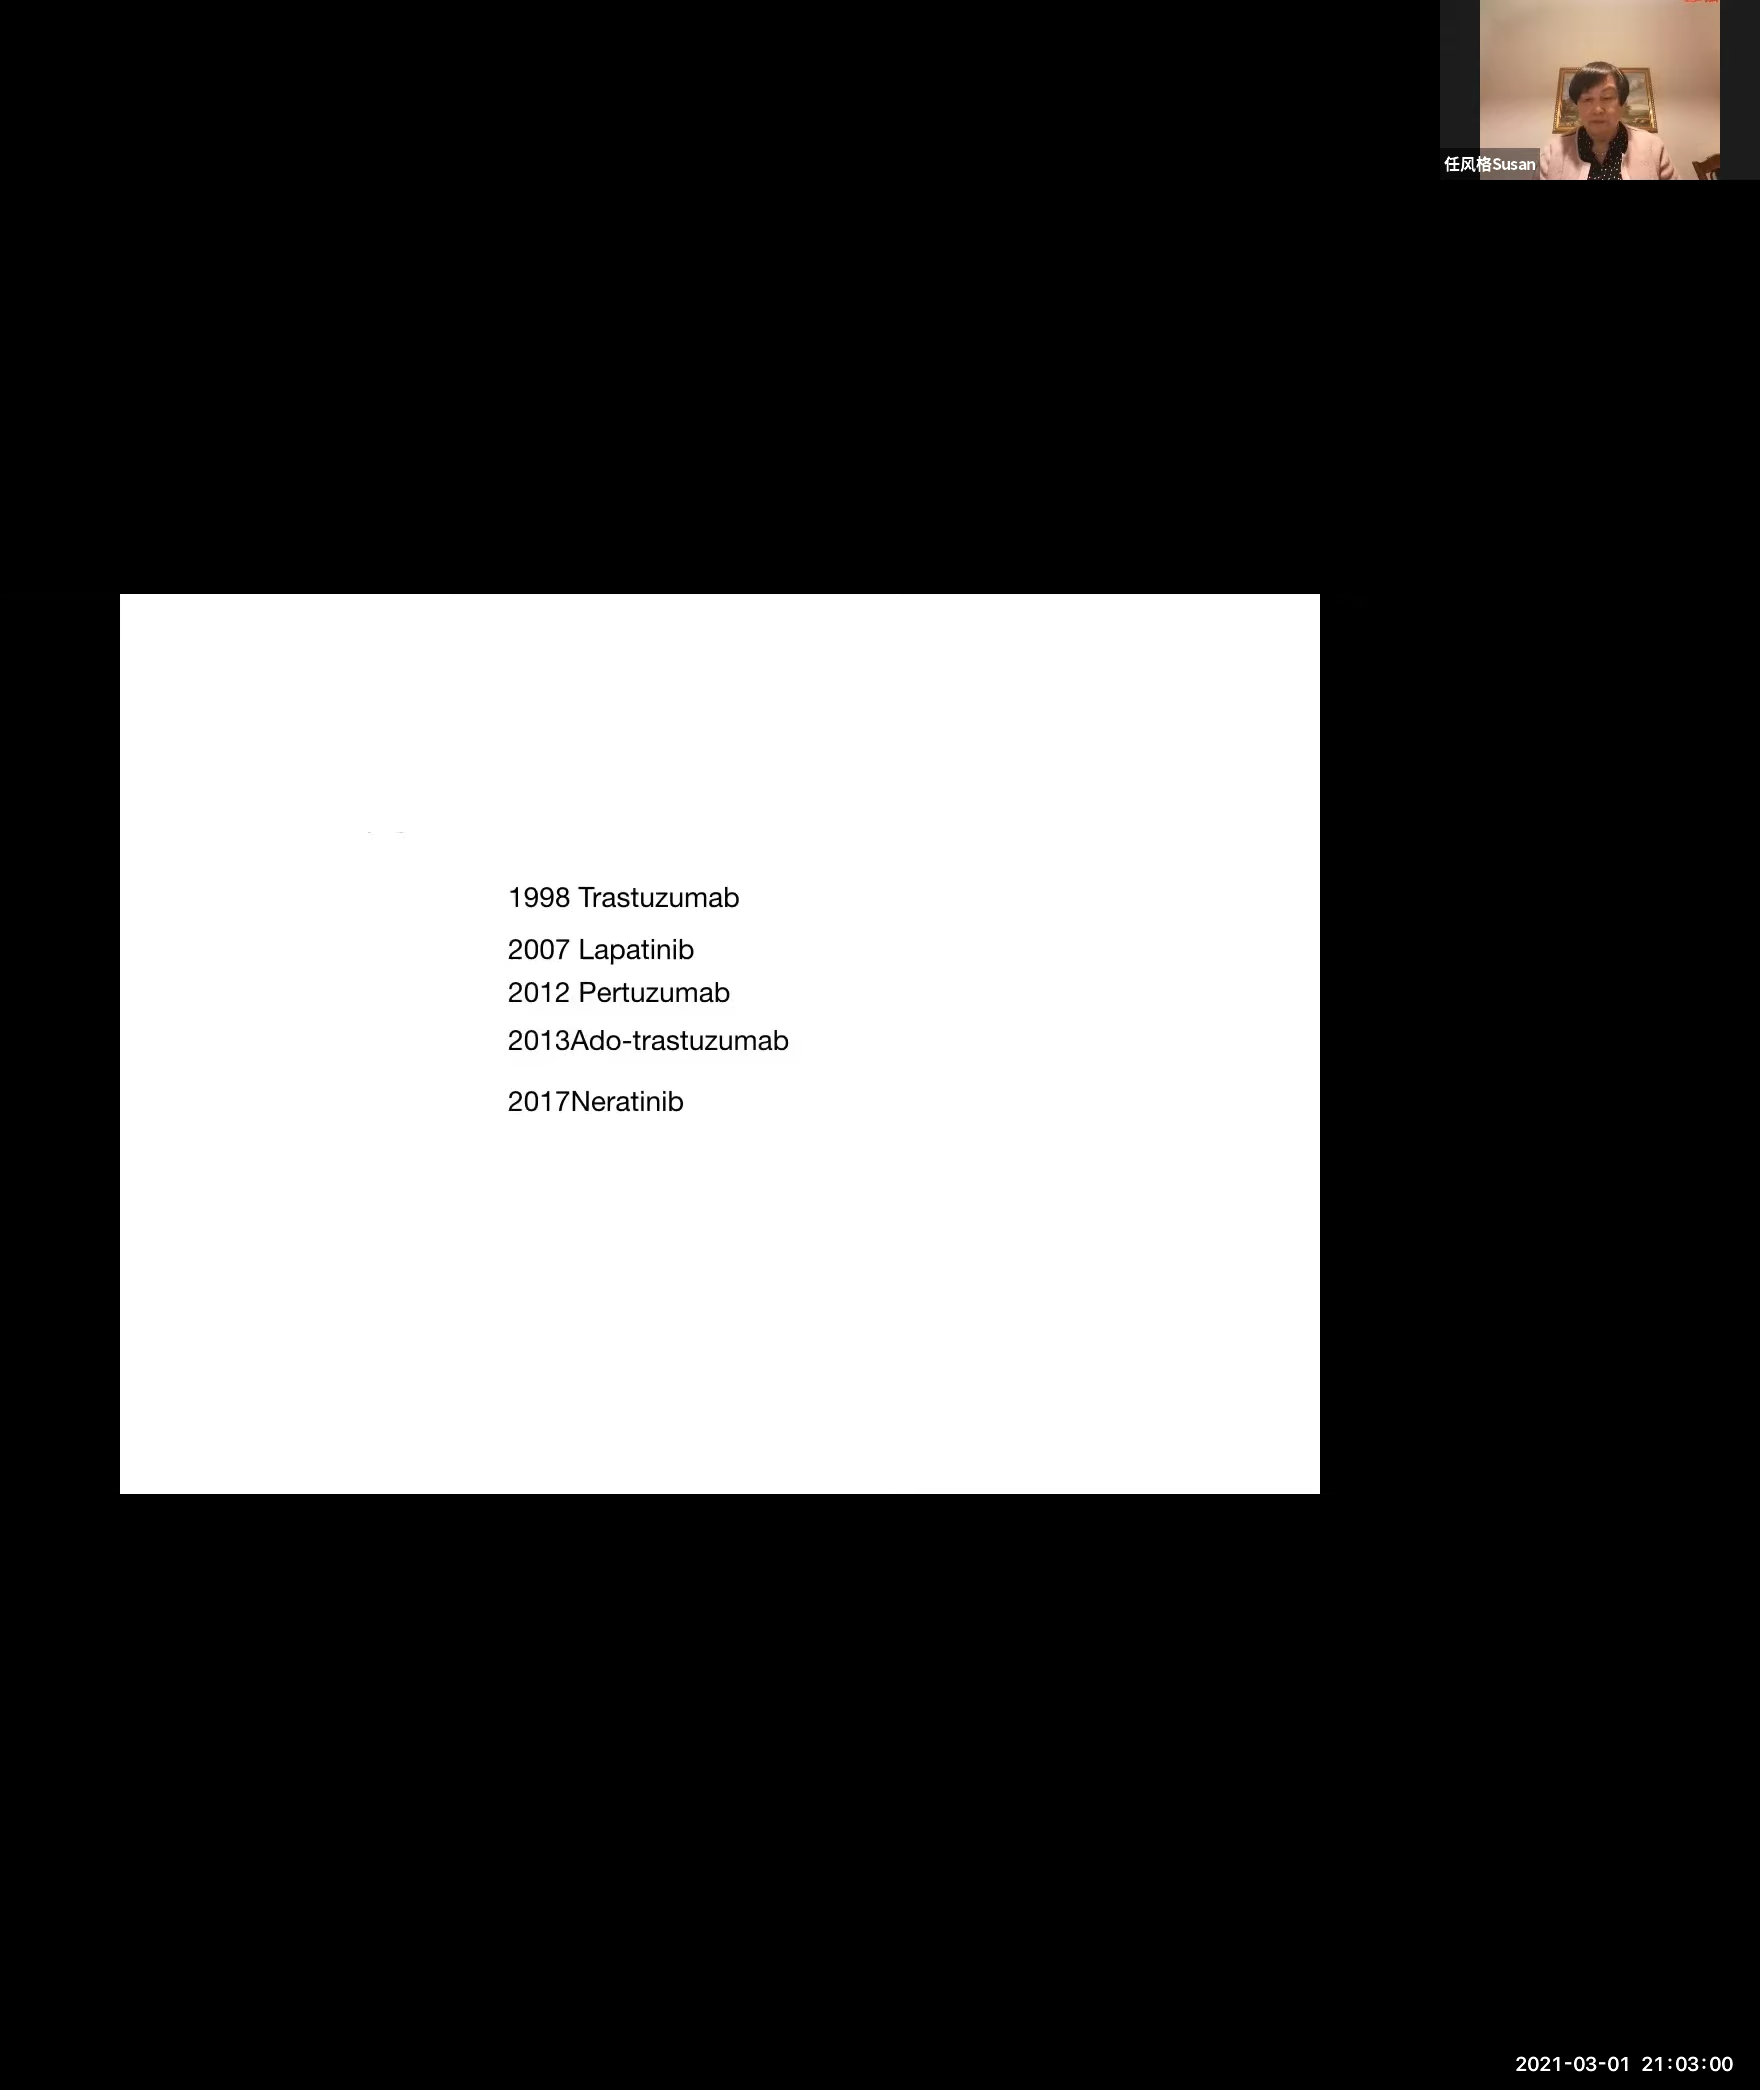 任风格Susan
1998 Trastuzumab
2007 Lapatinib
2012 Pertuzumab
2013Ado-trastuzumab
2017Neratinib
2021-03-01 21:03:00